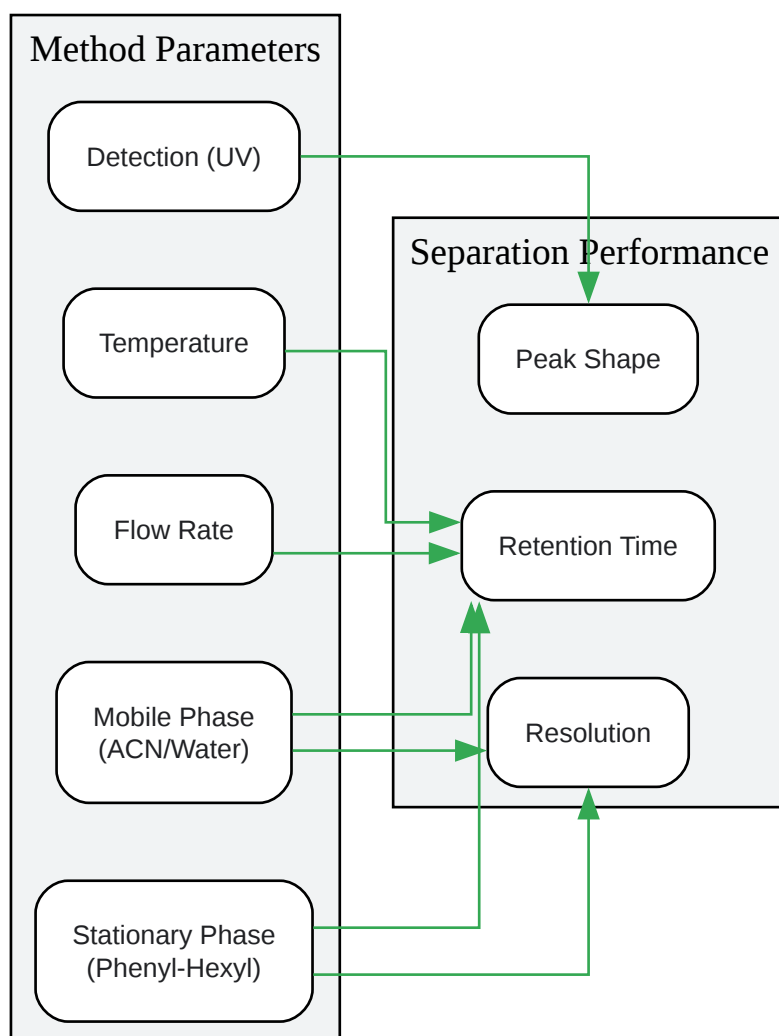 Method Parameters
Detection (UV)
Temperature
Flow Rate
Mobile Phase
(ACN/Water)
Stationary Phase
(Phenyl-Hexyl)
Separation Performance
Peak Shape
Retention Time
Resolution